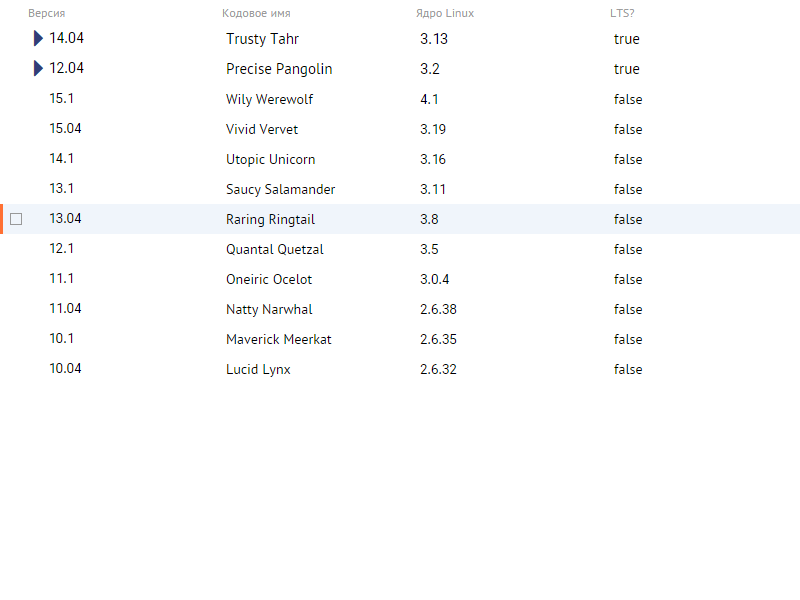 Версия Кодовое имя Ядро Linux LTS?
14.04 Trusty Tahr 3.13 true
12.04 Precise Pangolin 3.2 true
15.1 Wily Werewolf 4.1 false
15.04 Vivid Vervet 3.19 false
14.1 Utopic Unicorn 3.16 false
13.1 Saucy Salamander 3.11 false
13.04 Raring Ringtail 3.8 false
12.1 Quantal Quetzal 3.5 false
11.1 Oneiric Ocelot 3.0.4 false
11.04 Natty Narwhal 2.6.38 false
10.1 Maverick Meerkat 2.6.35 false
10.04 Lucid Lynx 2.6.32 false